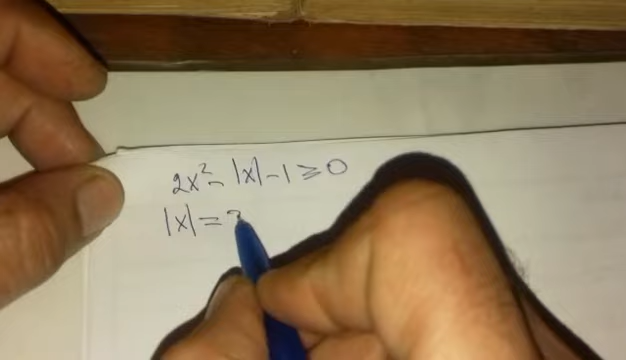 2x² - |x| - 1 ≥ 0
|x| =